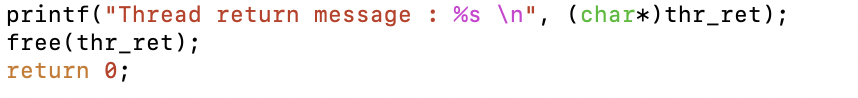 printf("Thread return message : %s \n", (char*)thr_ret);
free(thr_ret);
return 0;